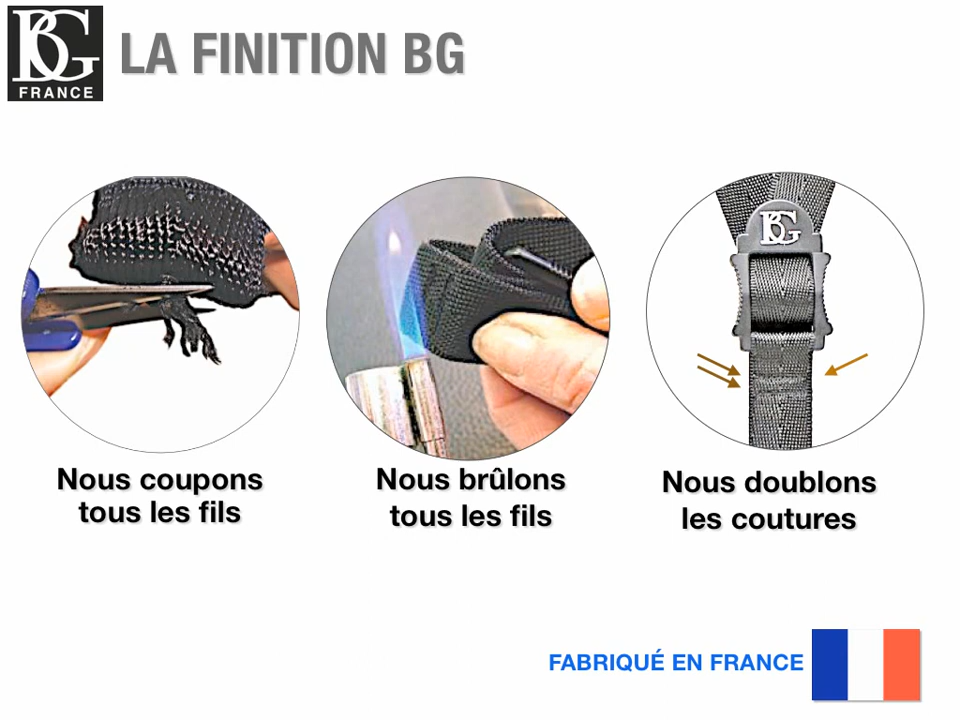 BG
FRANCE
LA FINITION BG
BG
Nous coupons
tous les fils
Nous brûlons
tous les fils
Nous doublons
les coutures
FABRIQUÉ EN FRANCE